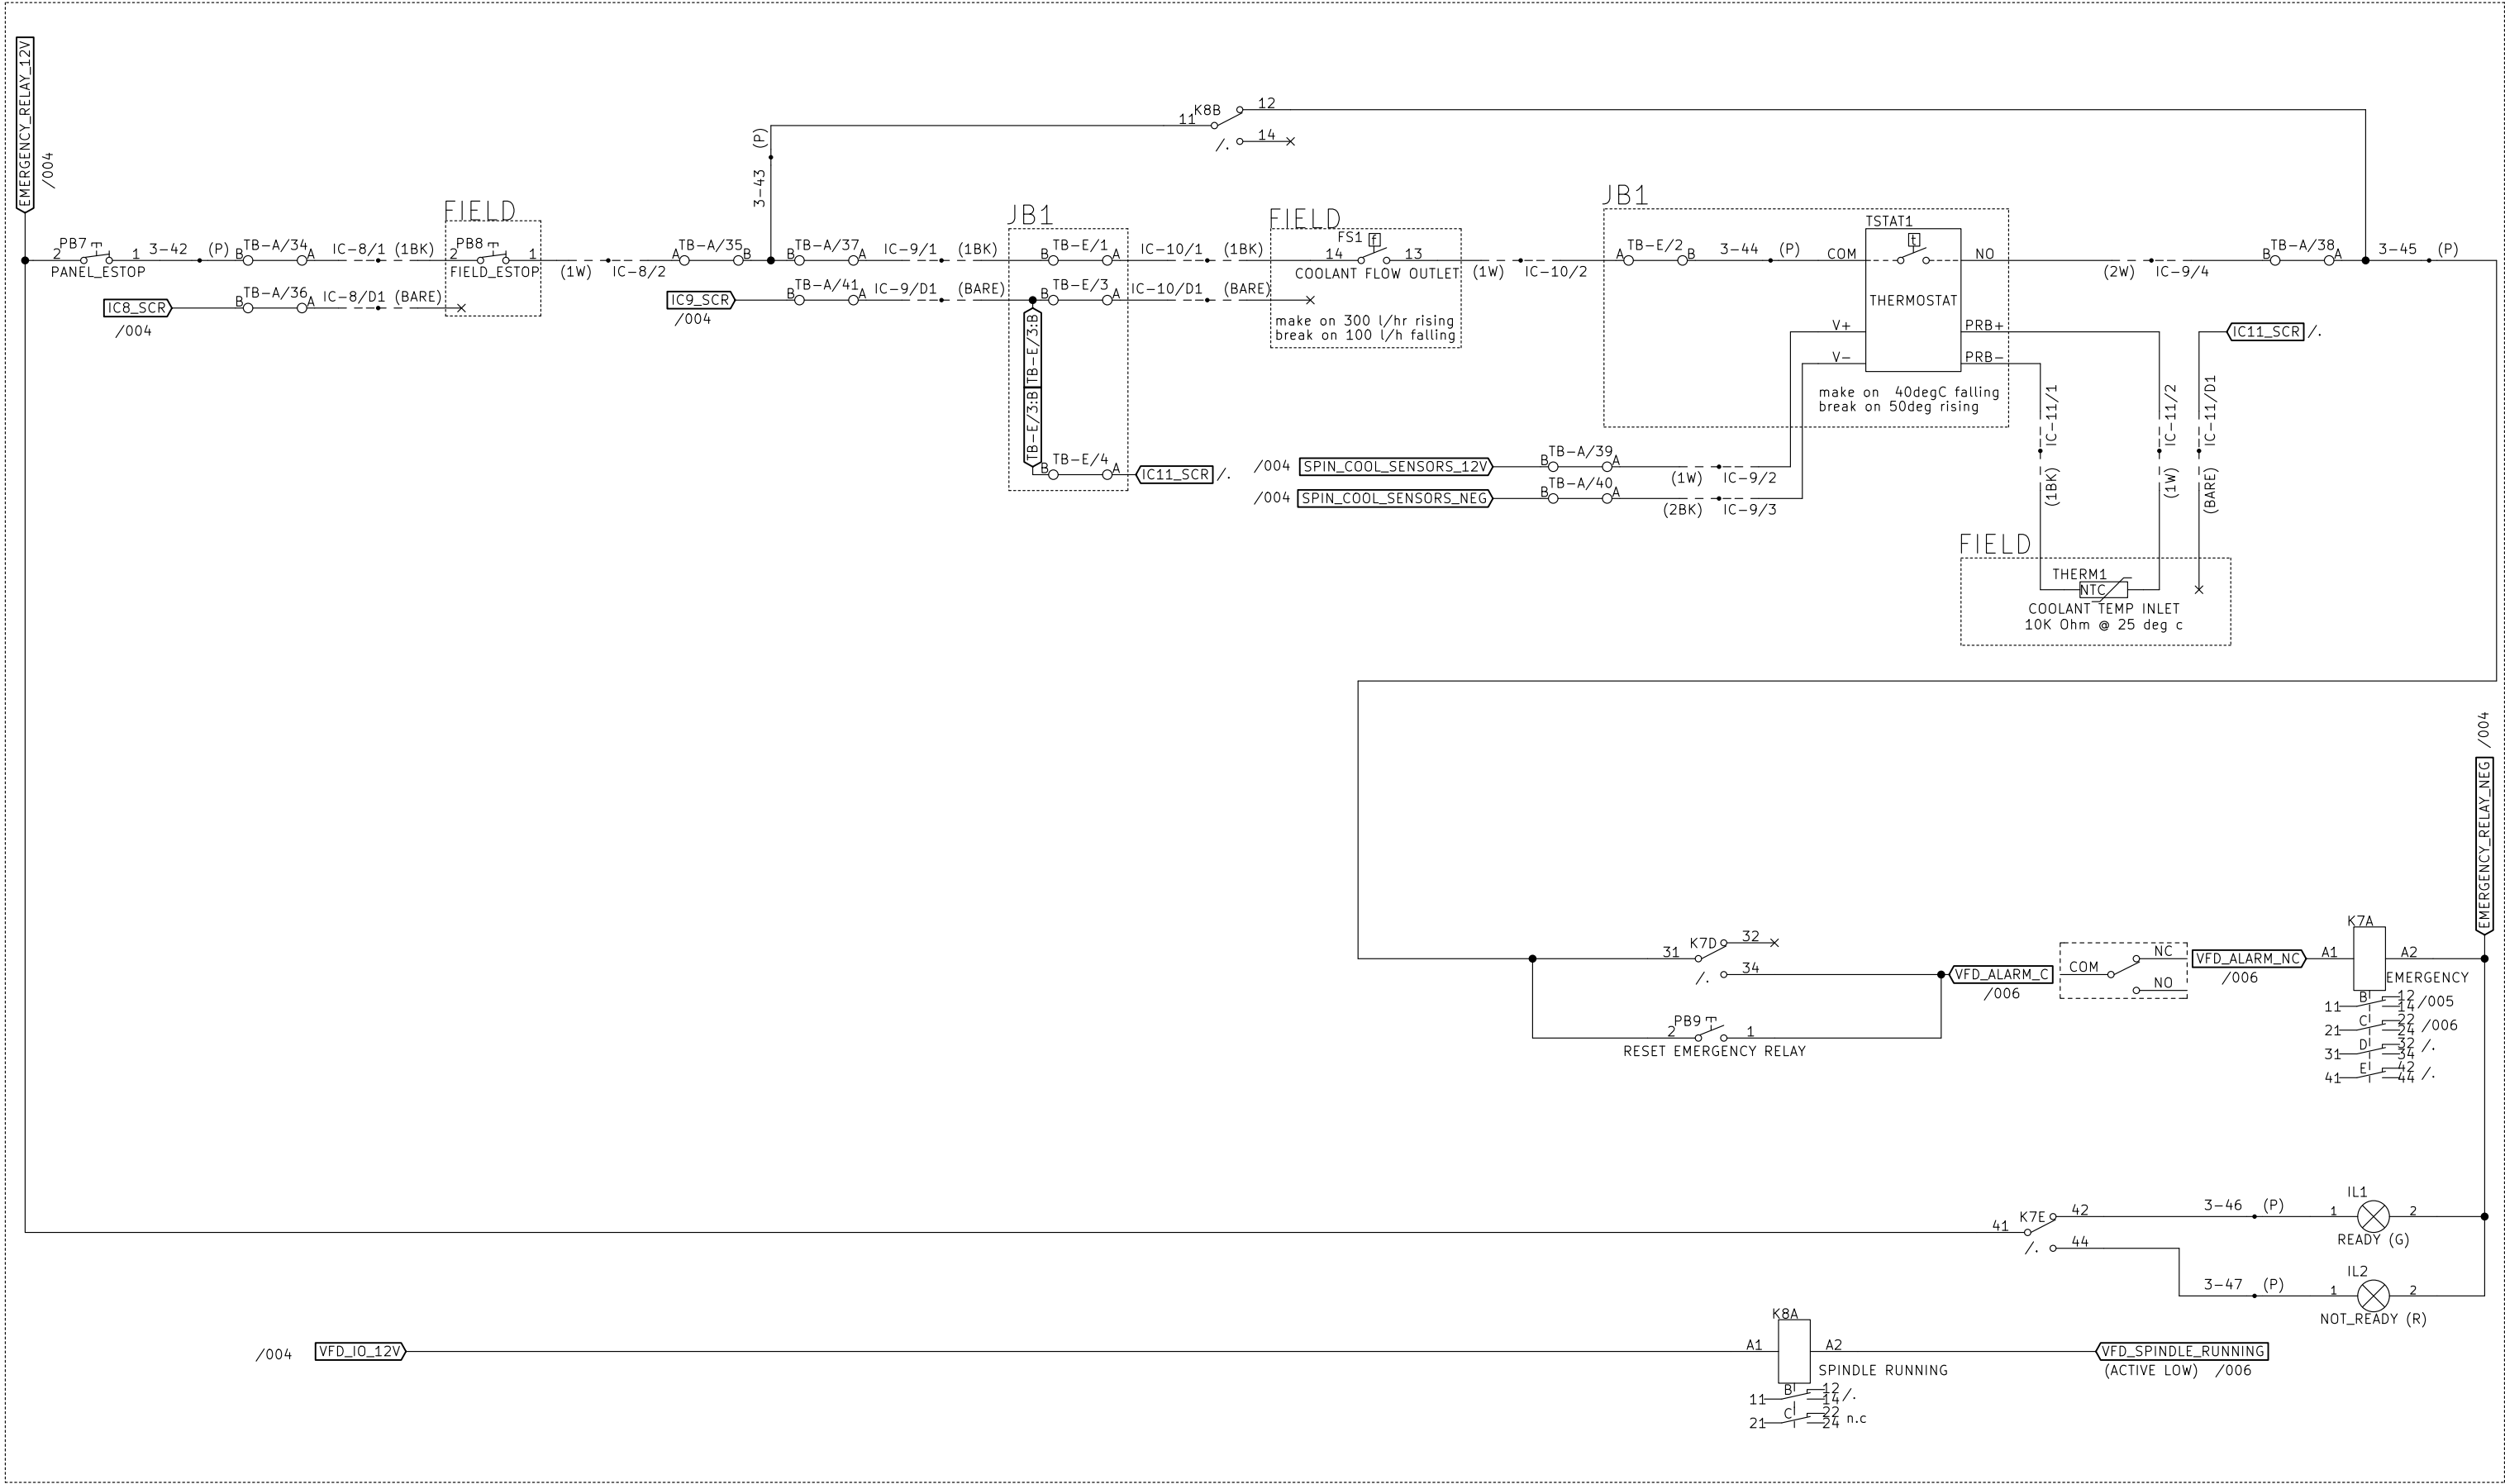 EMERGENCY_RELAY_12V
/004
K8B
11
12
14
/.
3-43 (P)
FIELD
JB1
FIELD
JB1
PB7
2
1
PANEL_ESTOP
3-42 (P)
B TB-A/34 A
IC-8/1 (1BK)
PB8
2
1
FIELD_ESTOP
(1W) IC-8/2
A TB-A/35 B
B TB-A/37 A
IC-9/1 (1BK)
B TB-E/1 A
IC-10/1 (1BK)
FS1
f
14
13
COOLANT FLOW OUTLET
(1W) IC-10/2
A TB-E/2 B
3-44 (P)
TSTAT1
t
COM
NO
THERMOSTAT
V+
V-
PRB+
PRB-
(2W) IC-9/4
B TB-A/38 A
3-45 (P)
IC8_SCR
/004
B TB-A/36 A
IC-8/D1 (BARE)
IC9_SCR
/004
B TB-A/41 A
IC-9/D1 (BARE)
B TB-E/3 A
IC-10/D1 (BARE)
make on 300 l/hr rising
break on 100 l/h falling
TB-E/3:B
TB-E/3:B
B TB-E/4 A
IC11_SCR /.
make on  40degC falling
break on 50deg rising
IC11_SCR /.
/004 SPIN_COOL_SENSORS_12V
B TB-A/39 A
(1W) IC-9/2
/004 SPIN_COOL_SENSORS_NEG
B TB-A/40 A
(2BK) IC-9/3
IC-11/1
(1BK)
IC-11/2
(1W)
IC-11/D1
(BARE)
FIELD
THERM1
NTC
COOLANT TEMP INLET
10K Ohm @ 25 deg c
/004
EMERGENCY_RELAY_NEG
K7D
31
32
34
/.
VFD_ALARM_C
/006
COM
NC
NO
VFD_ALARM_NC
/006
K7A
A1
A2
EMERGENCY
11 B 12 14 /005
21 C 22 24 /006
31 D 32 34 /.
41 E 42 44 /.
PB9
2
1
RESET EMERGENCY RELAY
K7E
41
42
44
/.
3-46 (P)
IL1
1
2
READY (G)
3-47 (P)
IL2
1
2
NOT_READY (R)
/004 VFD_IO_12V
K8A
A1
A2
SPINDLE RUNNING
VFD_SPINDLE_RUNNING
(ACTIVE LOW) /006
11 B 12 14 /.
21 C 22 24 n.c